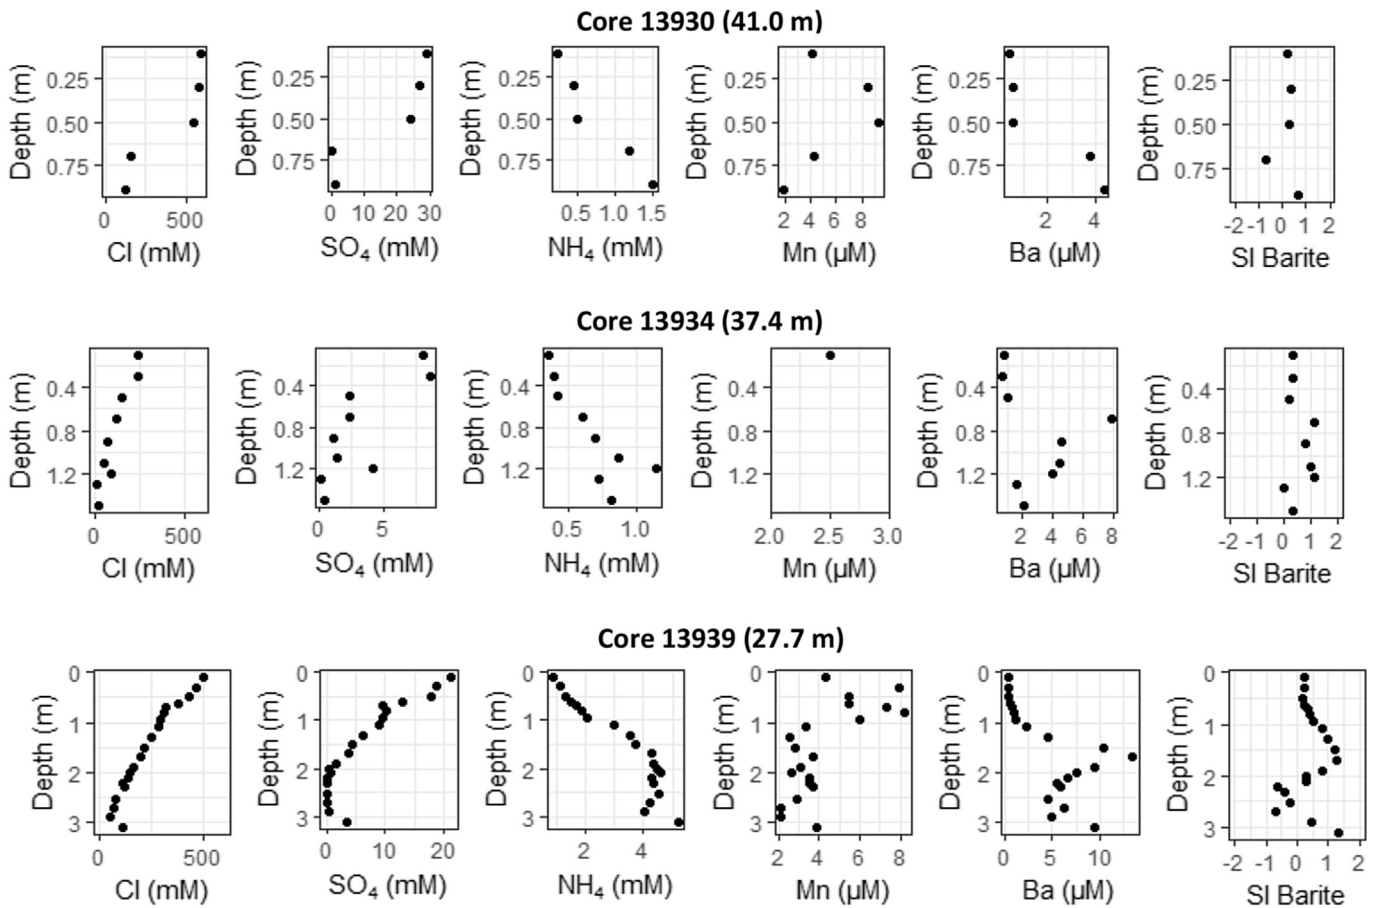 Core 13930 (41.0 m)
Depth (m) 0.25 0.50 0.75
0 500
Cl (mM)
Depth (m) 0.25 0.50 0.75
0 10 20 30
SO₄ (mM)
Depth (m) 0.25 0.50 0.75
0.5 1.0 1.5
NH₄ (mM)
Depth (m) 0.25 0.50 0.75
2 4 6 8
Mn (µM)
Depth (m) 0.25 0.50 0.75
2 4
Ba (µM)
Depth (m) 0.25 0.50 0.75
-2 -1 0 1 2
SI Barite
Core 13934 (37.4 m)
Depth (m) 0.4 0.8 1.2
0 500
Cl (mM)
Depth (m) 0.4 0.8 1.2
0 5
SO₄ (mM)
Depth (m) 0.4 0.8 1.2
0.5 1.0
NH₄ (mM)
Depth (m) 0.4 0.8 1.2
2.0 2.5 3.0
Mn (µM)
Depth (m) 0.4 0.8 1.2
2 4 6 8
Ba (µM)
Depth (m) 0.4 0.8 1.2
-2 -1 0 1 2
SI Barite
Core 13939 (27.7 m)
Depth (m) 0 1 2 3
0 500
Cl (mM)
Depth (m) 0 1 2 3
0 10 20
SO₄ (mM)
Depth (m) 0 1 2 3
2 4
NH₄ (mM)
Depth (m) 0 1 2 3
2 4 6 8
Mn (µM)
Depth (m) 0 1 2 3
0 5 10
Ba (µM)
Depth (m) 0 1 2 3
-2 -1 0 1 2
SI Barite